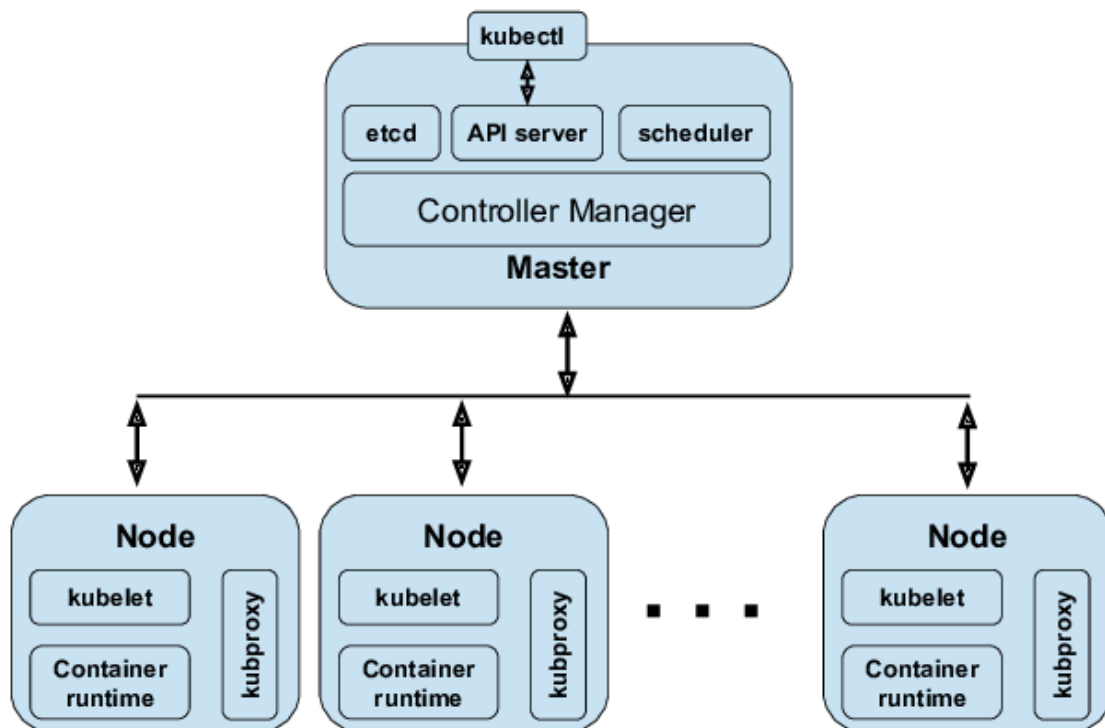 kubectl
etcd
API server
scheduler
Controller Manager
Master
Node
kubelet
Container
runtime
kubproxy
Node
kubelet
Container
runtime
kubproxy
Node
kubelet
Container
runtime
kubproxy